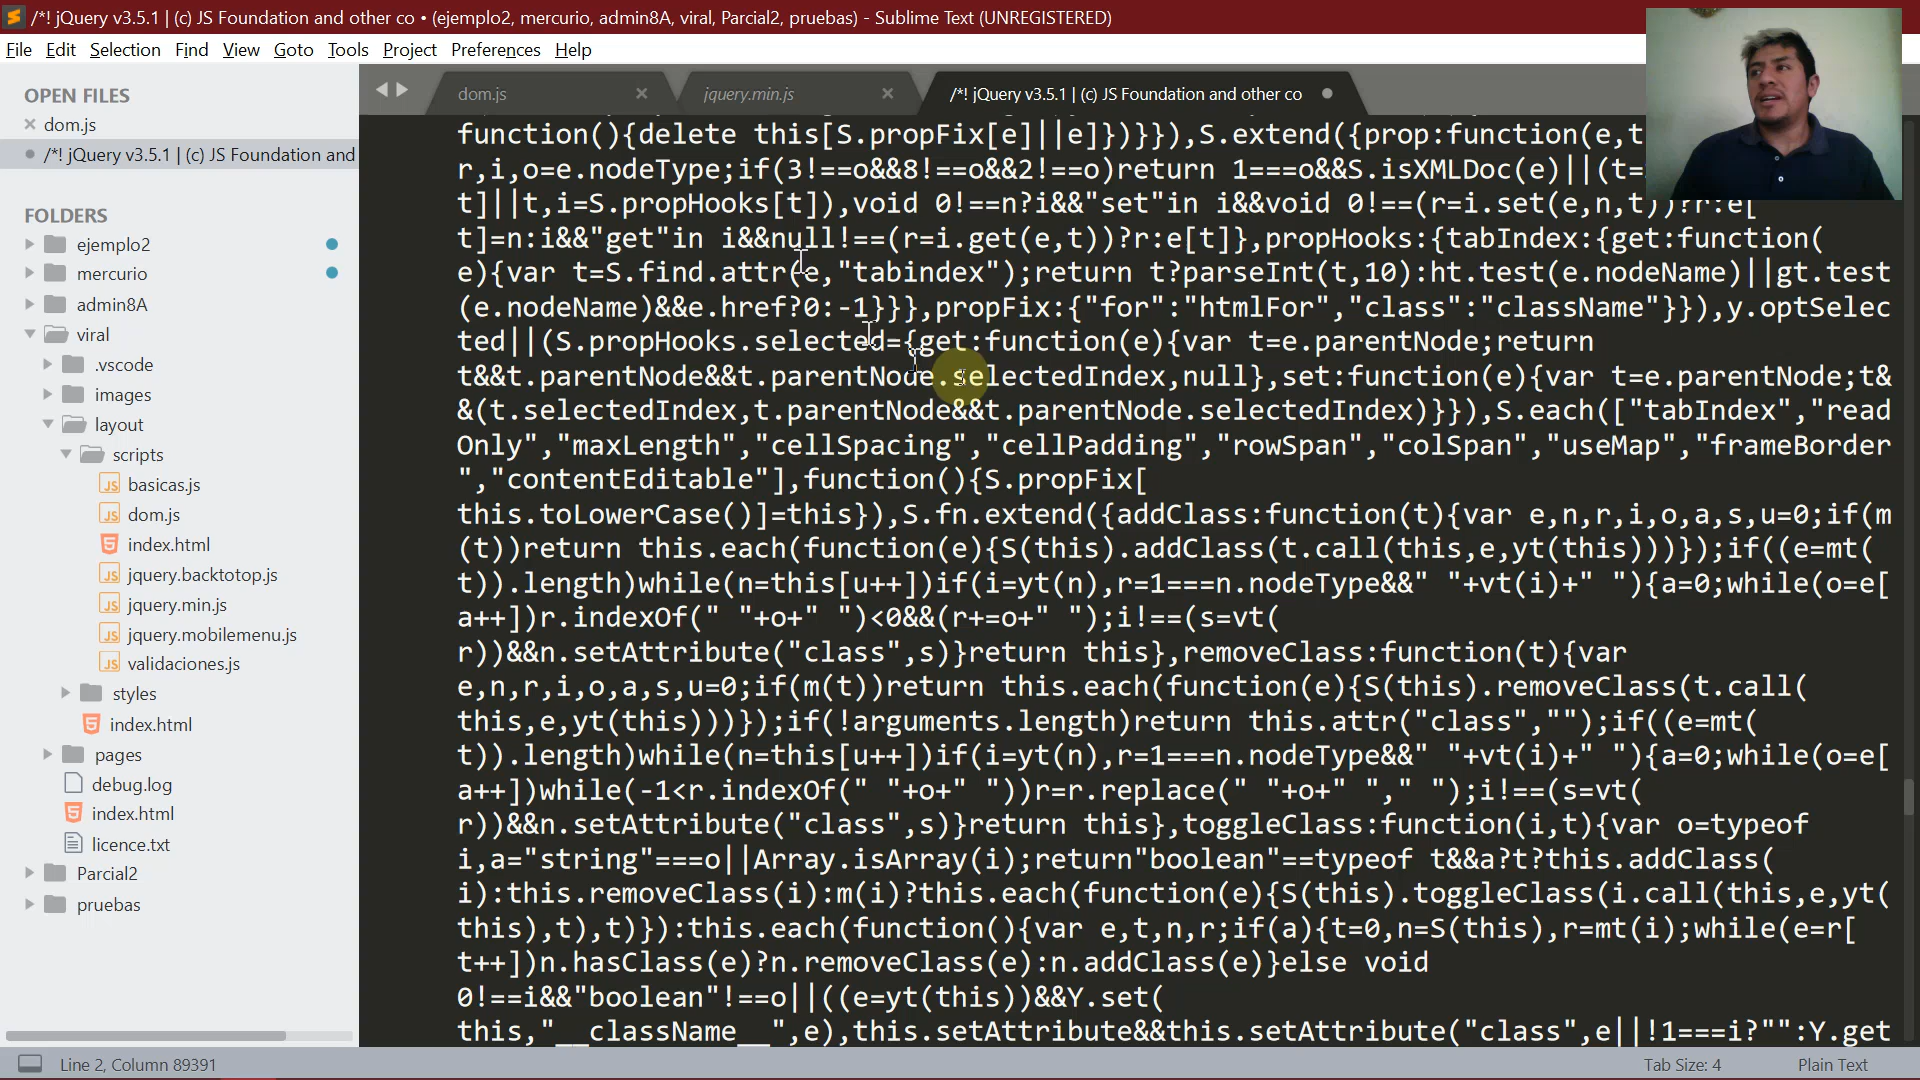 /*! jQuery v3.5.1 | (c) JS Foundation and other co • (ejemplo2, mercurio, admin8A, viral, Parcial2, pruebas) - Sublime Text (UNREGISTERED)
File Edit Selection Find View Goto Tools Project Preferences Help
OPEN FILES
dom.js
/*! jQuery v3.5.1 | (c) JS Foundation and
FOLDERS
ejemplo2
mercurio
admin8A
viral
.vscode
images
layout
scripts
basicas.js
dom.js
index.html
jquery.backtotop.js
jquery.min.js
jquery.mobilemenu.js
validaciones.js
styles
index.html
pages
debug.log
index.html
licence.txt
Parcial2
pruebas
dom.js
jquery.min.js
/*! jQuery v3.5.1 | (c) JS Foundation and other co
function(){delete this[S.propFix[e]||e]})}}),S.extend({prop:function(e,t
r,i,o=e.nodeType;if(3!==o&&8!==o&&2!==o)return 1===o&&S.isXMLDoc(e)||(t=
t]||t,i=S.propHooks[t]),void 0!==n?i&&"set"in i&&void 0!==(r=i.set(e,n,t))?r:e[
t]=n:i&&"get"in i&&null!==(r=i.get(e,t))?r:e[t]},propHooks:{tabIndex:{get:function(
e){var t=S.find.attr(e,"tabindex");return t?parseInt(t,10):ht.test(e.nodeName)||gt.test
(e.nodeName)&&e.href?0:-1}}},propFix:{"for":"htmlFor","class":"className"}}),y.optSelec
ted||(S.propHooks.selected={get:function(e){var t=e.parentNode;return
t&&t.parentNode&&t.parentNode.selectedIndex,null},set:function(e){var t=e.parentNode;t&
&(t.selectedIndex,t.parentNode&&t.parentNode.selectedIndex)}}),S.each(["tabIndex","read
Only","maxLength","cellSpacing","cellPadding","rowSpan","colSpan","useMap","frameBorder
","contentEditable"],function(){S.propFix[
this.toLowerCase()]=this}),S.fn.extend({addClass:function(t){var e,n,r,i,o,a,s,u=0;if(m
(t))return this.each(function(e){S(this).addClass(t.call(this,e,yt(this)))});if((e=mt(
t)).length)while(n=this[u++])if(i=yt(n),r=1===n.nodeType&&" "+vt(i)+" "){a=0;while(o=e[
a++])r.indexOf(" "+o+" ")<0&&(r+=o+" ");i!==(s=vt(
r))&&n.setAttribute("class",s)}return this},removeClass:function(t){var
e,n,r,i,o,a,s,u=0;if(m(t))return this.each(function(e){S(this).removeClass(t.call(
this,e,yt(this)))});if(!arguments.length)return this.attr("class","");if((e=mt(
t)).length)while(n=this[u++])if(i=yt(n),r=1===n.nodeType&&" "+vt(i)+" "){a=0;while(o=e[
a++])while(-1<r.indexOf(" "+o+" "))r=r.replace(" "+o+" "," ");i!==(s=vt(
r))&&n.setAttribute("class",s)}return this},toggleClass:function(i,t){var o=typeof
i,a="string"===o||Array.isArray(i);return"boolean"==typeof t&&a?t?this.addClass(
i):this.removeClass(i):m(i)?this.each(function(e){S(this).toggleClass(i.call(this,e,yt(
this),t),t)}):this.each(function(){var e,t,n,r;if(a){t=0,n=S(this),r=mt(i);while(e=r[
t++])n.hasClass(e)?n.removeClass(e):n.addClass(e)}else void
0!==i&&"boolean"!==o||((e=yt(this))&&Y.set(
this,"__className__",e),this.setAttribute&&this.setAttribute("class",e||!1===i?"":Y.get
Line 2, Column 89391
Tab Size: 4
Plain Text